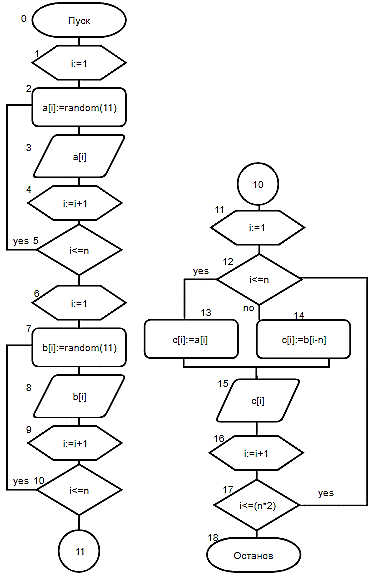 0 Пуск
1
i:=1
2
a[i]:=random(11)
3
a[i]
4
i:=i+1
yes 5
i<=n
6
i:=1
7
b[i]:=random(11)
8
b[i]
9
i:=i+1
yes 10
i<=n
11
10
11
i:=1
12
i<=n
yes
no
13
c[i]:=a[i]
14
c[i]:=b[i-n]
15
c[i]
16
i:=i+1
17
i<=(n*2)
yes
18
Останов